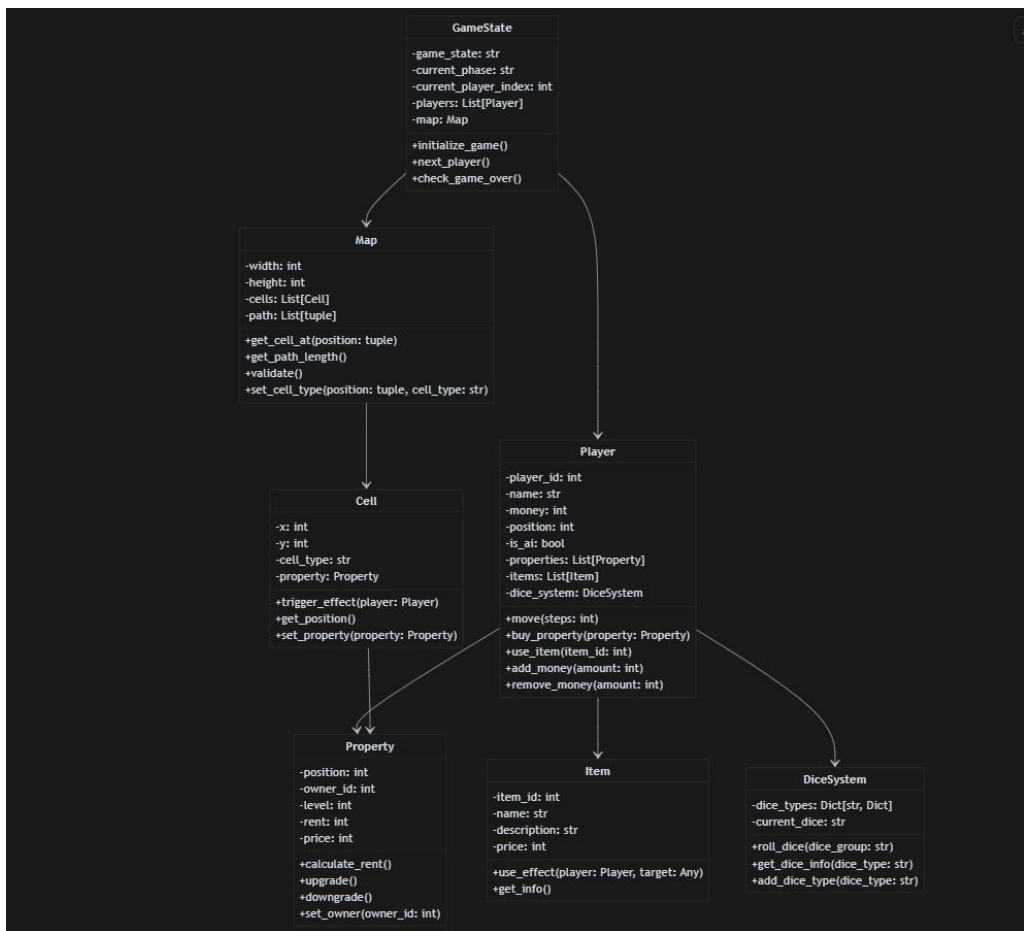 GameState
-game_state: str
-current_phase: str
-current_player_index: int
-players: List[Player]
-map: Map
+initialize_game()
+next_player()
+check_game_over()
Map
-width: int
-height: int
-cells: List[Cell]
-path: List[tuple]
+get_cell_at(position: tuple)
+get_path_length()
+validate()
+set_cell_type(position: tuple, cell_type: str)
Player
-player_id: int
-name: str
-money: int
-position: int
-is_ai: bool
-properties: List[Property]
-items: List[Item]
-dice_system: DiceSystem
+move(steps: int)
+buy_property(property: Property)
+use_item(item_id: int)
+add_money(amount: int)
+remove_money(amount: int)
Cell
-x: int
-y: int
-cell_type: str
-property: Property
+trigger_effect(player: Player)
+get_position()
+set_property(property: Property)
Property
-position: int
-owner_id: int
-level: int
-rent: int
-price: int
+calculate_rent()
+upgrade()
+downgrade()
+set_owner(owner_id: int)
Item
-item_id: int
-name: str
-description: str
-price: int
+use_effect(player: Player, target: Any)
+get_info()
DiceSystem
-dice_types: Dict[str, Dict]
-current_dice: str
+roll_dice(dice_group: str)
+get_dice_info(dice_type: str)
+add_dice_type(dice_type: str)